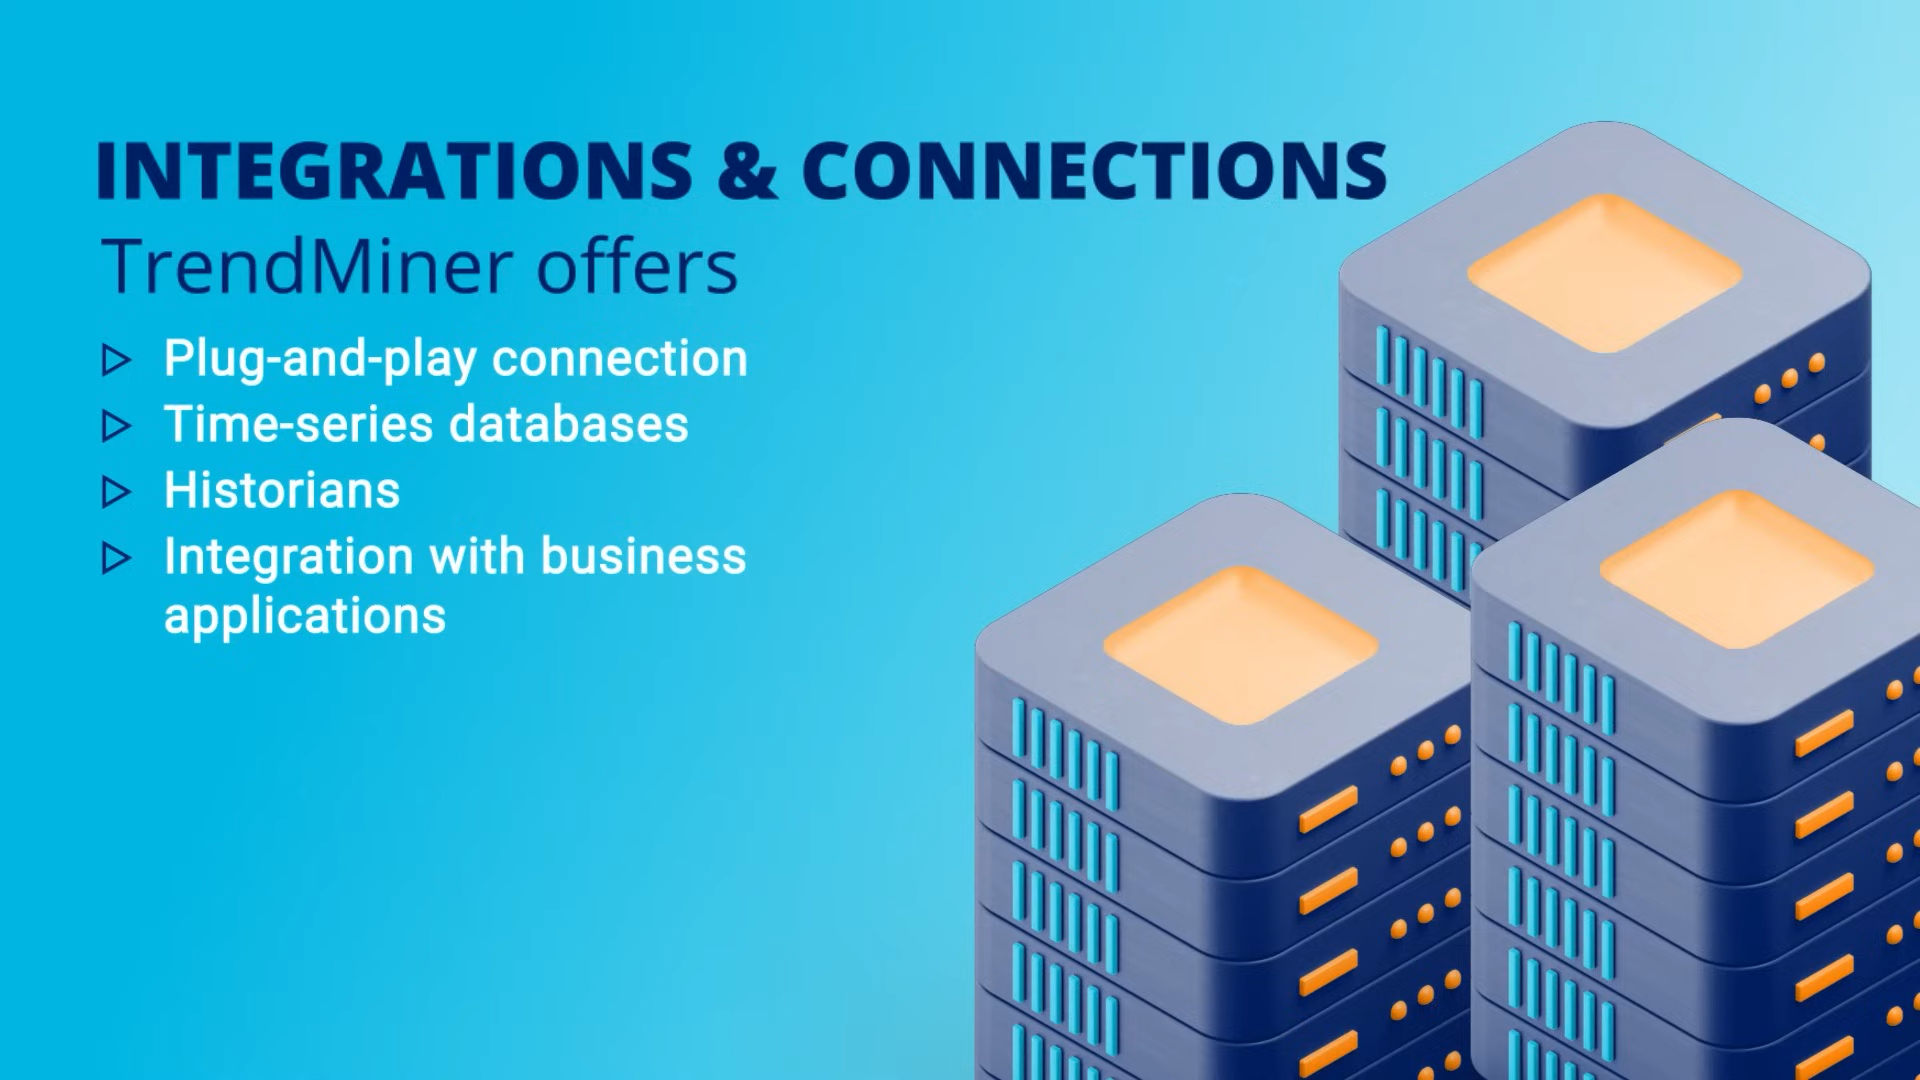 INTEGRATIONS & CONNECTIONS
TrendMiner offers
Plug-and-play connection
Time-series databases
Historians
Integration with business
applications